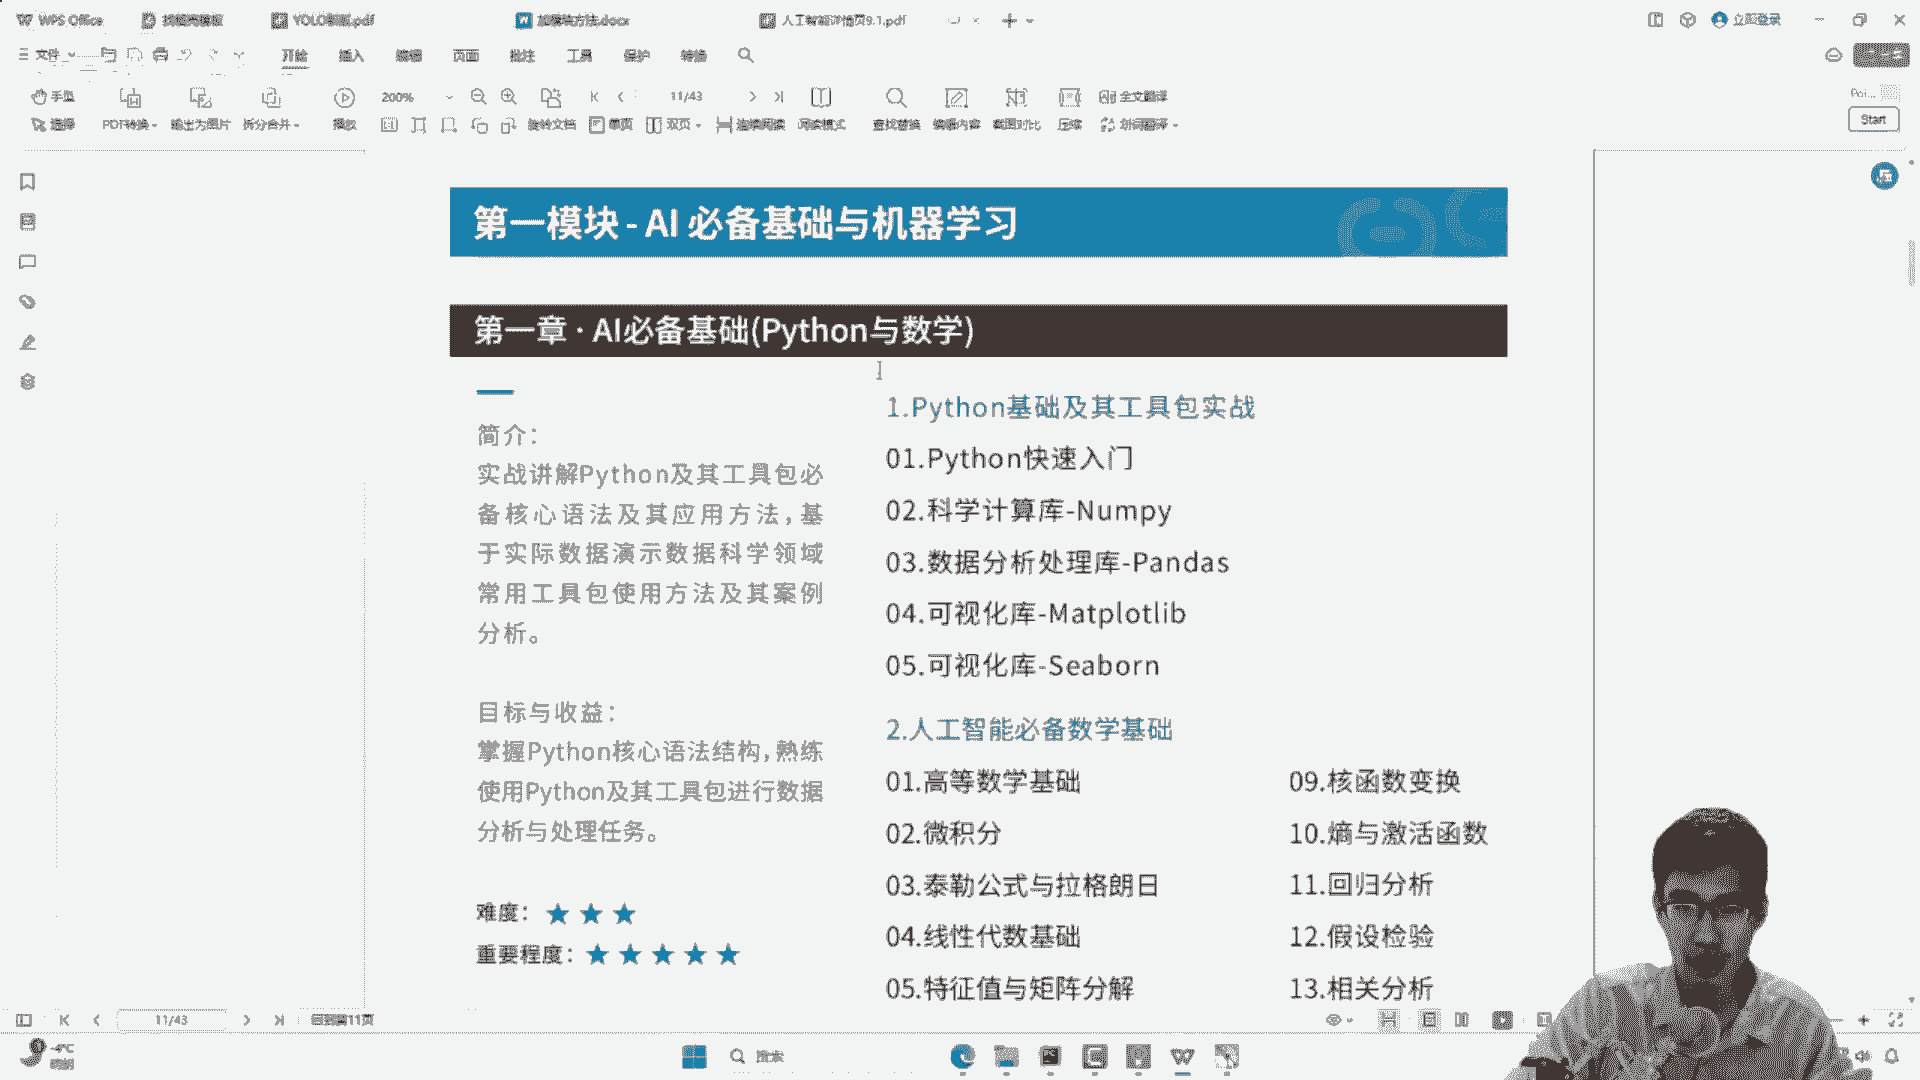 WPS Office
YOLO
加模块方法.docx
人工智能详情页9.1.pdf
立即登录
文件
开始
插入
编辑
页面
批注
工具
保护
转换
手型
200%
11/43
全文翻译
选择
PDF转换
输出为图片
拆分合并
播放
旋转文档
单页
双页
连续阅读
阅读模式
查找替换
编辑内容
截图对比
压缩
划词翻译
Start
第一模块 - AI 必备基础与机器学习
第一章 · AI必备基础(Python与数学)
简介：
实战讲解Python及其工具包必
备核心语法及其应用方法，基
于实际数据演示数据科学领域
常用工具包使用方法及其案例
分析。
目标与收益：
掌握Python核心语法结构，熟练
使用Python及其工具包进行数据
分析与处理任务。
难度：★ ★ ★
重要程度：★ ★ ★ ★ ★
1.Python基础及其工具包实战
01.Python快速入门
02.科学计算库-Numpy
03.数据分析处理库-Pandas
04.可视化库-Matplotlib
05.可视化库-Seaborn
2.人工智能必备数学基础
01.高等数学基础
02.微积分
03.泰勒公式与拉格朗日
04.线性代数基础
05.特征值与矩阵分解
09.核函数变换
10.熵与激活函数
11.回归分析
12.假设检验
13.相关分析
11/43
回到第11页
-4°C
搜索